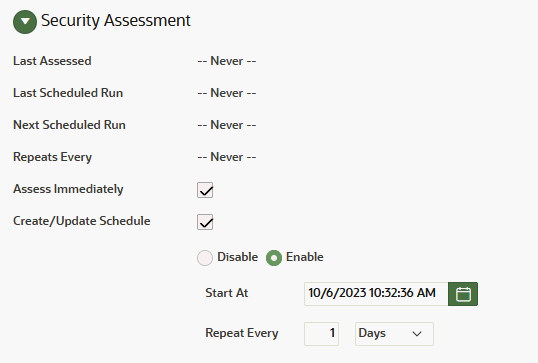 Security Assessment
Last Assessed -- Never --
Last Scheduled Run -- Never --
Next Scheduled Run -- Never --
Repeats Every -- Never --
Assess Immediately
Create/Update Schedule
Disable Enable
Start At 10/6/2023 10:32:36 AM
Repeat Every 1 Days